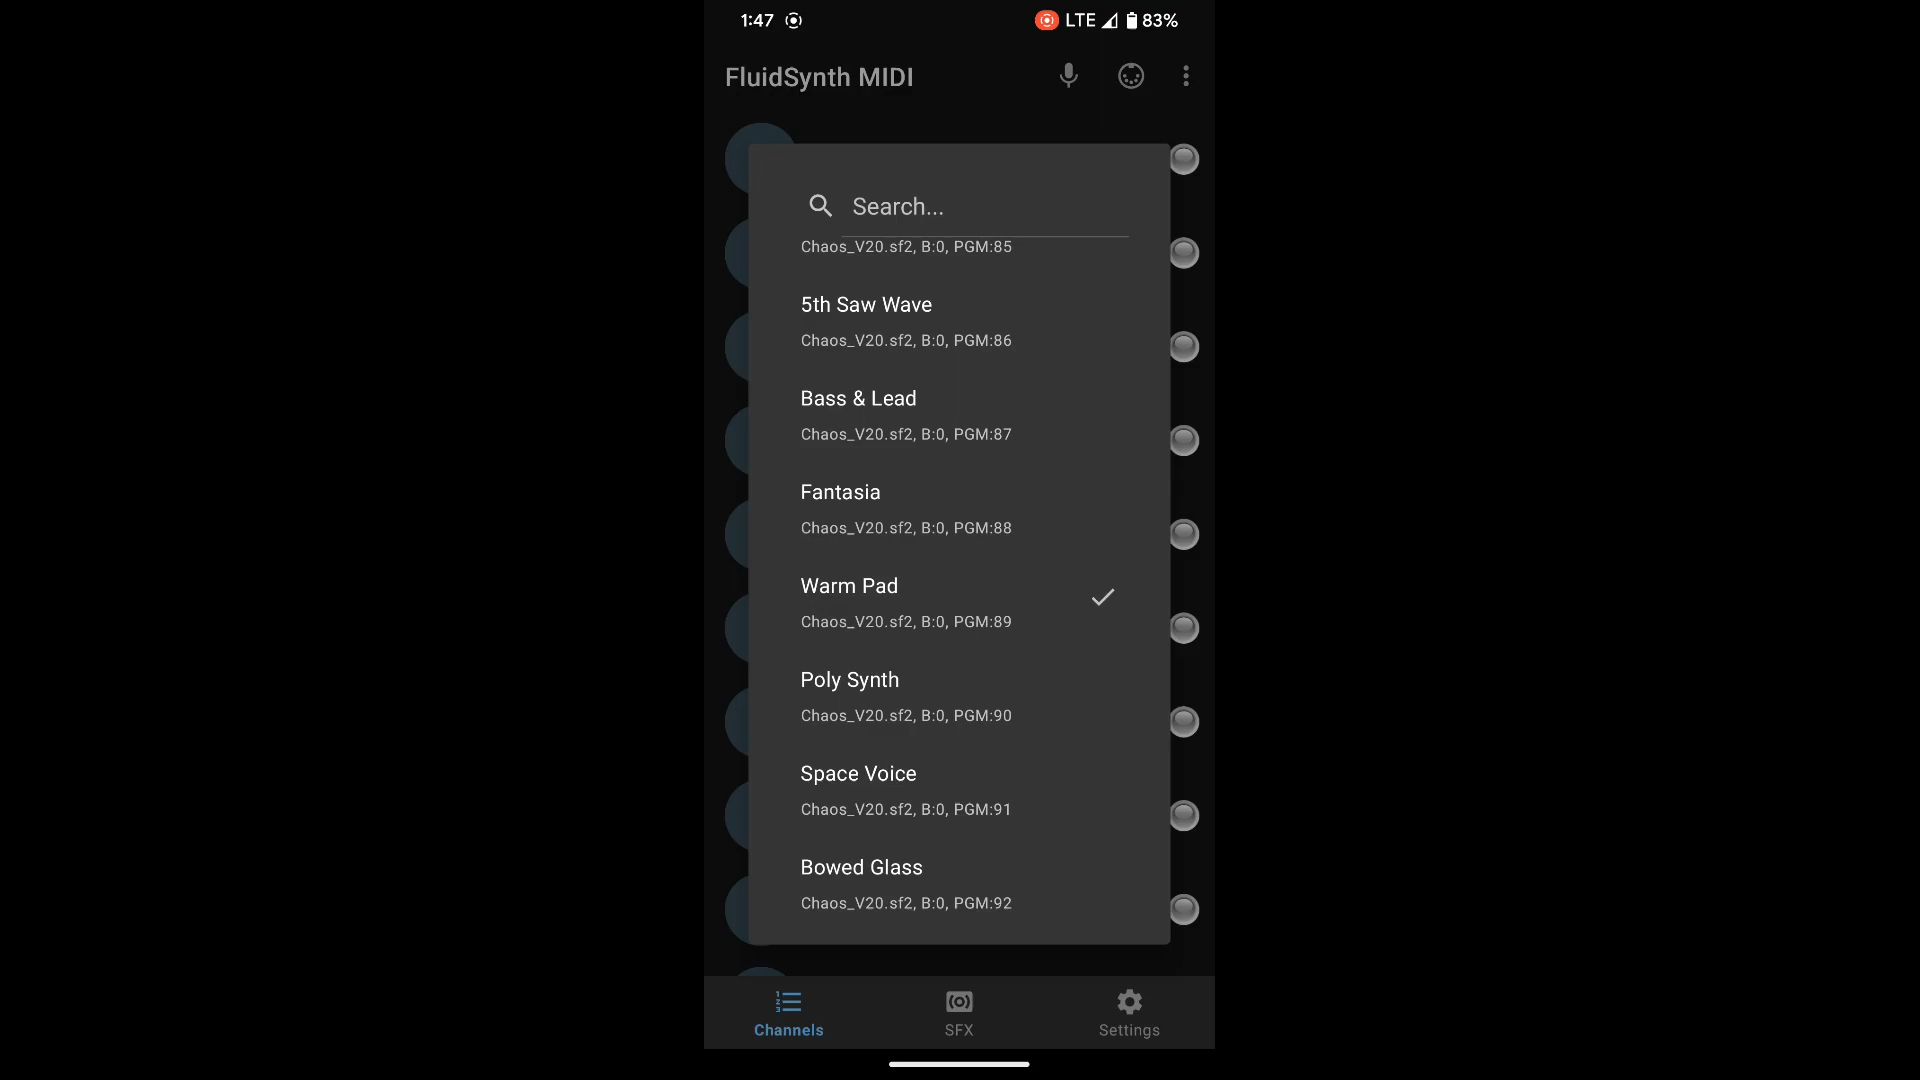 1:47
LTE 83%
FluidSynth MIDI
Search...
Chaos_V20.sf2, B:0, PGM:85
5th Saw Wave
Chaos_V20.sf2, B:0, PGM:86
Bass & Lead
Chaos_V20.sf2, B:0, PGM:87
Fantasia
Chaos_V20.sf2, B:0, PGM:88
Warm Pad
Chaos_V20.sf2, B:0, PGM:89
Poly Synth
Chaos_V20.sf2, B:0, PGM:90
Space Voice
Chaos_V20.sf2, B:0, PGM:91
Bowed Glass
Chaos_V20.sf2, B:0, PGM:92
Channels
SFX
Settings